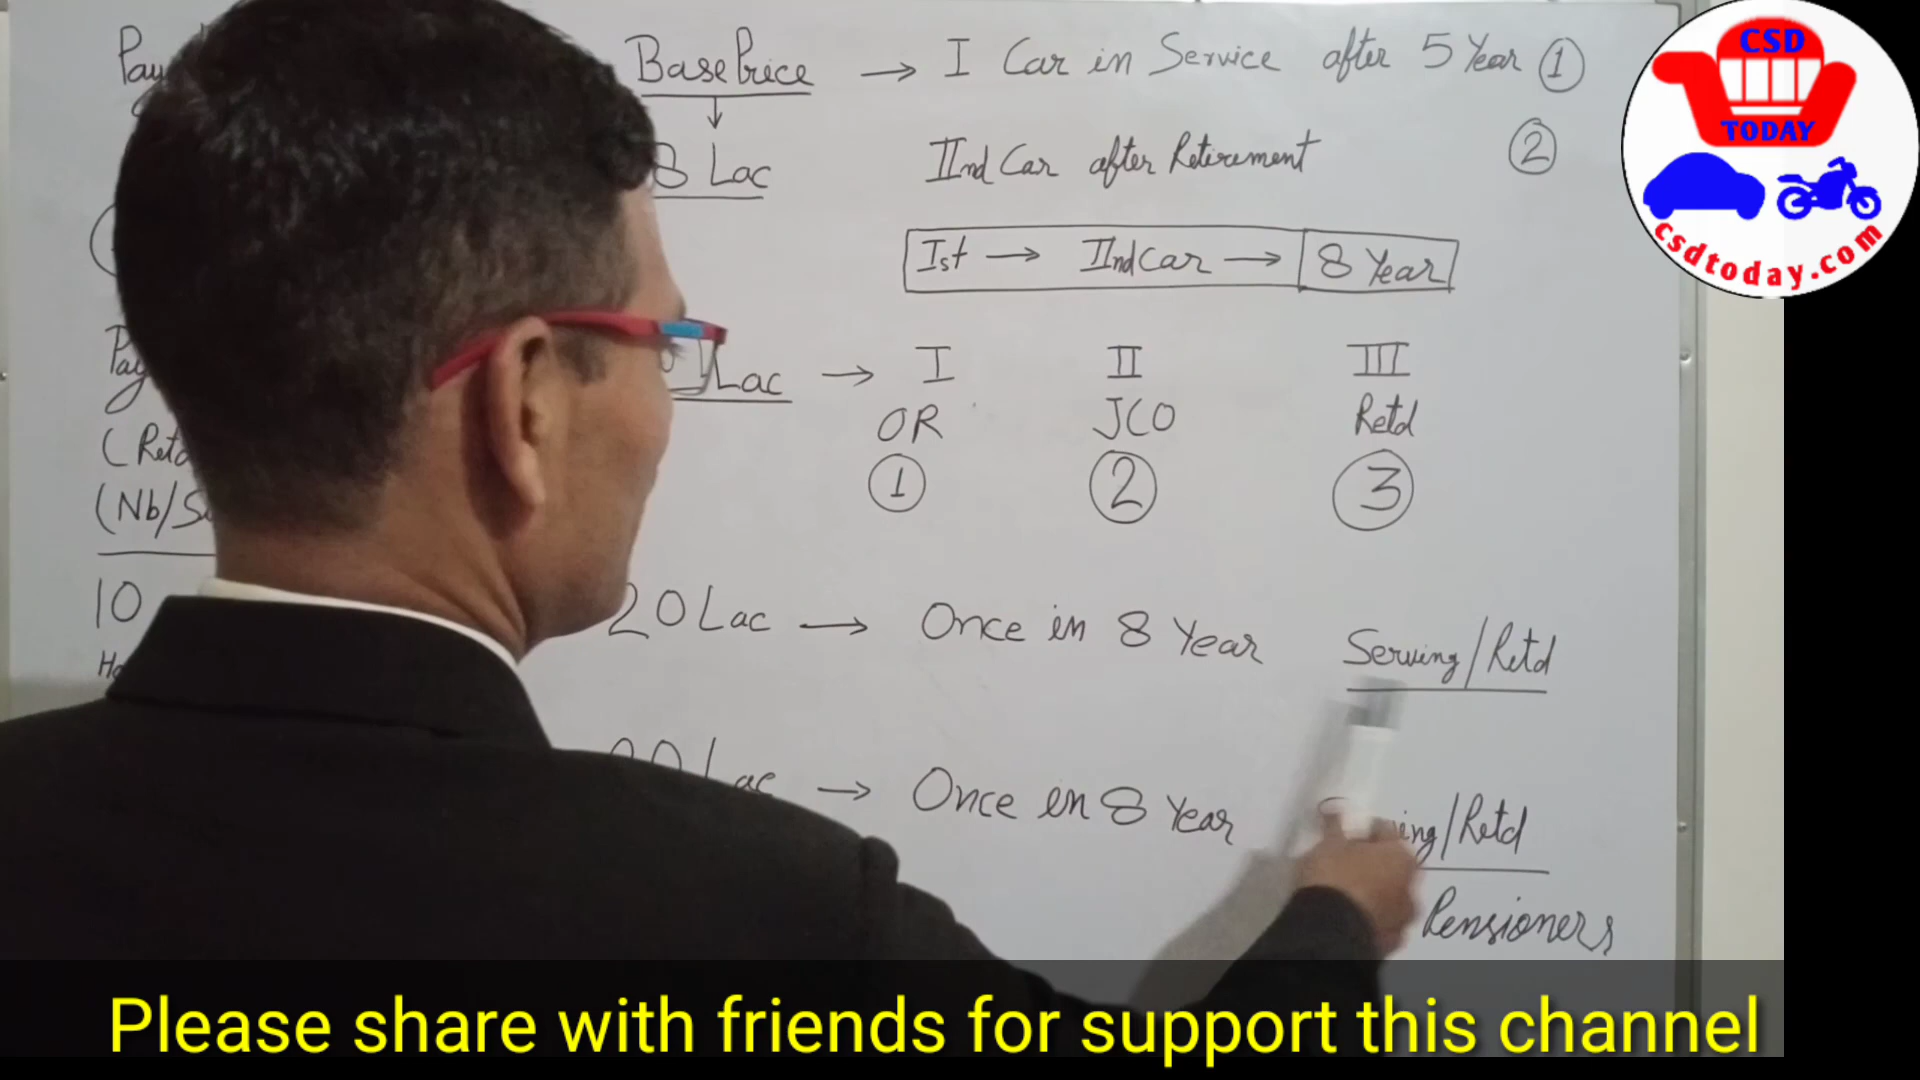 Pay Base Price → I Car in Service after 5 Year ①
8 Lac IInd Car after Retirement ②
Ist → IInd Car → 8 Year
Lac → I II III
OR JCO Retd
(Retd
① ② ③
(Nb/S
10 20 Lac → Once in 8 Year Serving/Retd
Lac → Once in 8 Year /Retd
Pensioners
CSD
TODAY
csdtoday.com
Please share with friends for support this channel